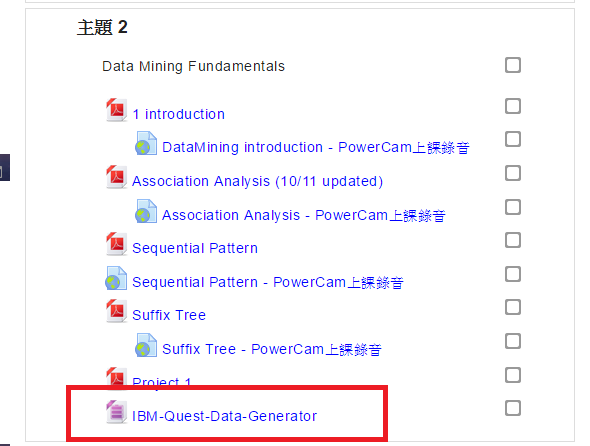 主題 2
Data Mining Fundamentals
1 introduction
DataMining introduction - PowerCam上課錄音
Association Analysis (10/11 updated)
Association Analysis - PowerCam上課錄音
Sequential Pattern
Sequential Pattern - PowerCam上課錄音
Suffix Tree
Suffix Tree - PowerCam上課錄音
Project 1
IBM-Quest-Data-Generator